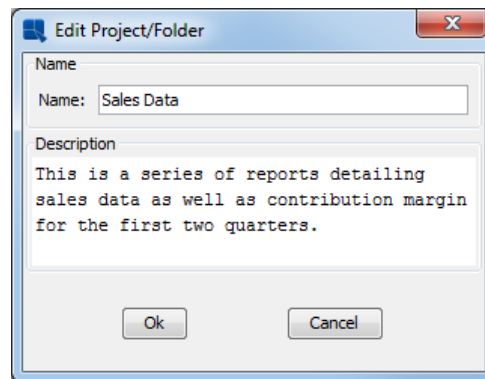 Edit Project/Folder
Name
Name: Sales Data
Description
This is a series of reports detailing
sales data as well as contribution margin
for the first two quarters.
Ok Cancel